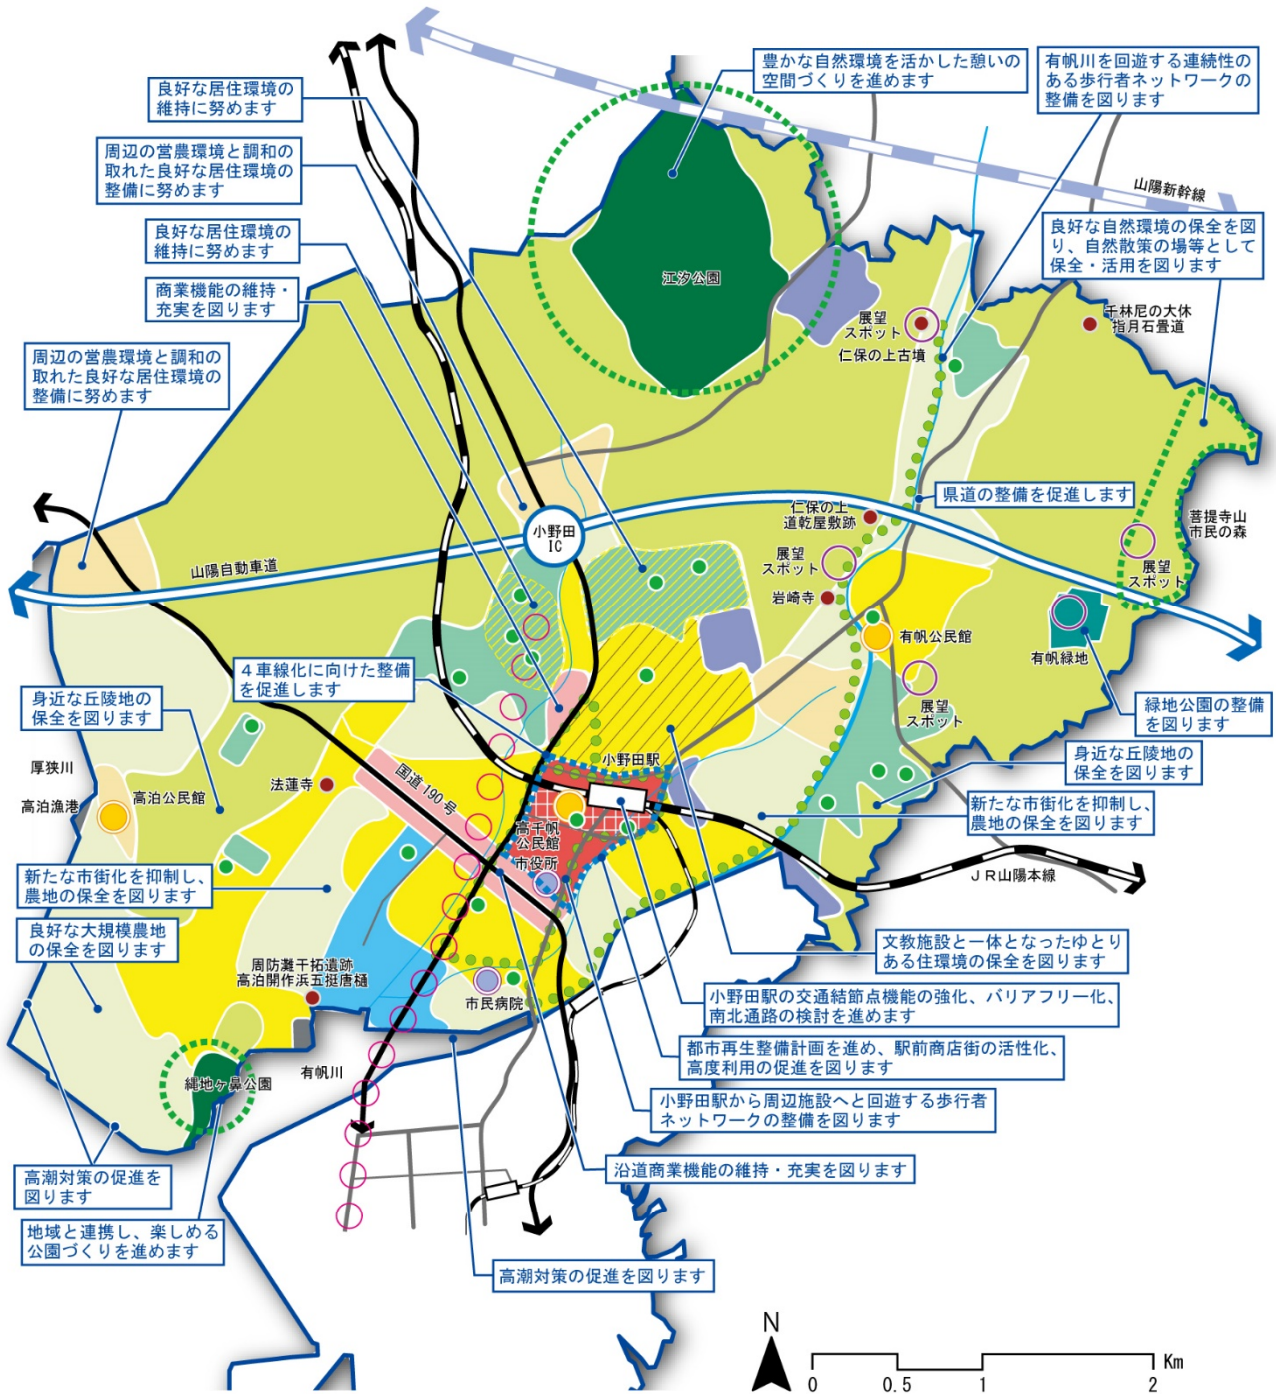 良好な居住環境の
維持に努めます
周辺の営農環境と調和の
取れた良好な居住環境の
整備に努めます
良好な居住環境の
維持に努めます
商業機能の維持・
充実を図ります
周辺の営農環境と調和の
取れた良好な居住環境の
整備に努めます
豊かな自然環境を活かした憩いの
空間づくりを進めます
有帆川を回遊する連続性の
ある歩行者ネットワークの
整備を図ります
山陽新幹線
良好な自然環境の保全を図
り、自然散策の場等として
保全・活用を図ります
江汐公園
展望
スポット
仁保の上古墳
千林尼の大休
指月石畳道
県道の整備を促進します
仁保の上
道乾屋敷跡
菩提寺山
市民の森
展望
スポット
小野田
IC
山陽自動車道
展望
スポット
岩崎寺
有帆公民館
有帆緑地
展望
スポット
緑地公園の整備
を図ります
4車線化に向けた整備
を促進します
身近な丘陵地の
保全を図ります
小野田駅
身近な丘陵地の
保全を図ります
厚狭川
高泊漁港
高泊公民館
法蓮寺
国道190号
高千帆
公民館
市役所
新たな市街化を抑制し、
農地の保全を図ります
JR山陽本線
新たな市街化を抑制し、
農地の保全を図ります
良好な大規模農地
の保全を図ります
周防灘干拓遺跡
高泊開作浜五挺唐樋
市民病院
文教施設と一体となったゆとり
ある住環境の保全を図ります
小野田駅の交通結節点機能の強化、バリアフリー化、
南北通路の検討を進めます
都市再生整備計画を進め、駅前商店街の活性化、
高度利用の促進を図ります
縄地ヶ鼻公園
有帆川
小野田駅から周辺施設へと回遊する歩行者
ネットワークの整備を図ります
沿道商業機能の維持・充実を図ります
高潮対策の促進を
図ります
地域と連携し、楽しめる
公園づくりを進めます
高潮対策の促進を図ります
N
Km
0 0.5 1 2